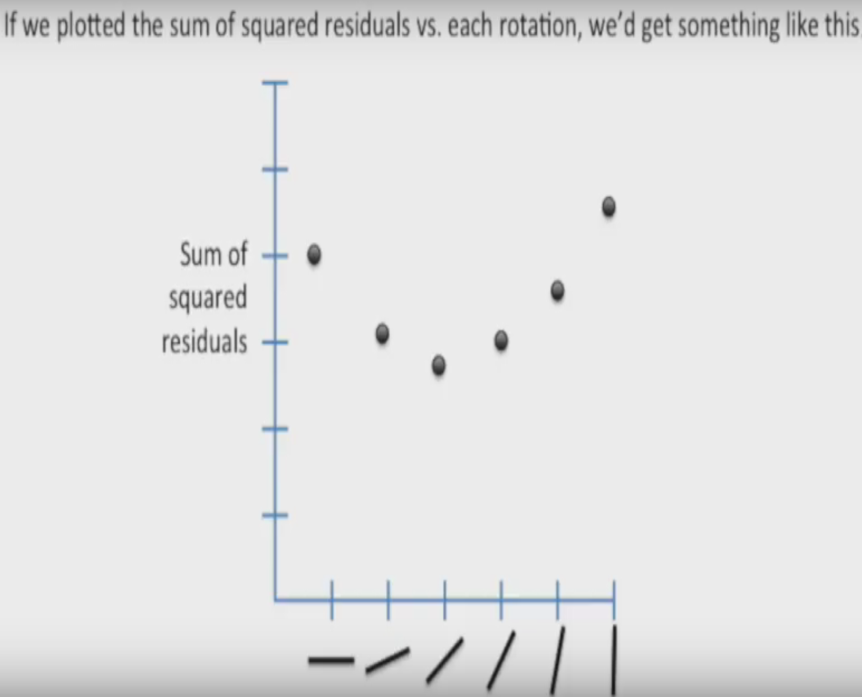 If we plotted the sum of squared residuals vs. each rotation, we'd get something like this
Sum of
squared
residuals